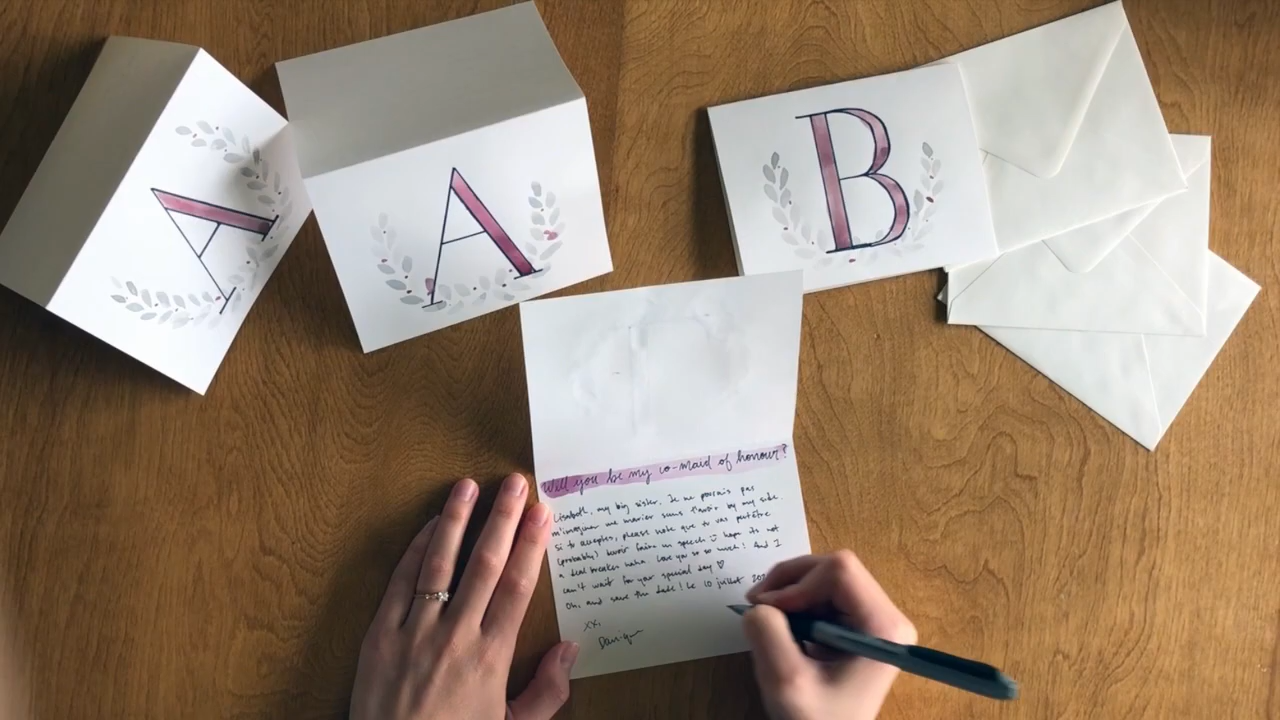 A
A
B
Will you be my co-maid of honour?
my big sister. Je ne pourrais pas
m'imaginer me marier sans t'avoir by my side.
si tu acceptes, please note que tu vas peut être
(probably) devoir faire un speech hope its not
a deal breaker haha. Love you so so much! And I
can't wait for your special day ♡
Oh, and save the date! Le 10 juillet
xx,